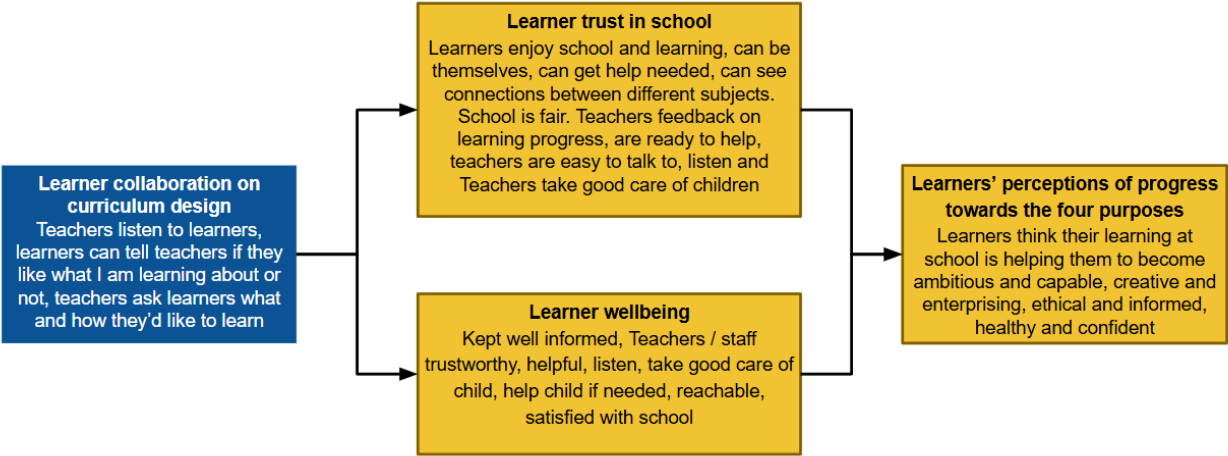 Learner collaboration on
curriculum design
Teachers listen to learners,
learners can tell teachers if they
like what I am learning about or
not, teachers ask learners what
and how they'd like to learn
Learner trust in school
Learners enjoy school and learning, can be
themselves, can get help needed, can see
connections between different subjects.
School is fair. Teachers feedback on
learning progress, are ready to help,
teachers are easy to talk to, listen and
Teachers take good care of children
Learner wellbeing
Kept well informed, Teachers / staff
trustworthy, helpful, listen, take good care of
child, help child if needed, reachable,
satisfied with school
Learners' perceptions of progress
towards the four purposes
Learners think their learning at
school is helping them to become
ambitious and capable, creative and
enterprising, ethical and informed,
healthy and confident